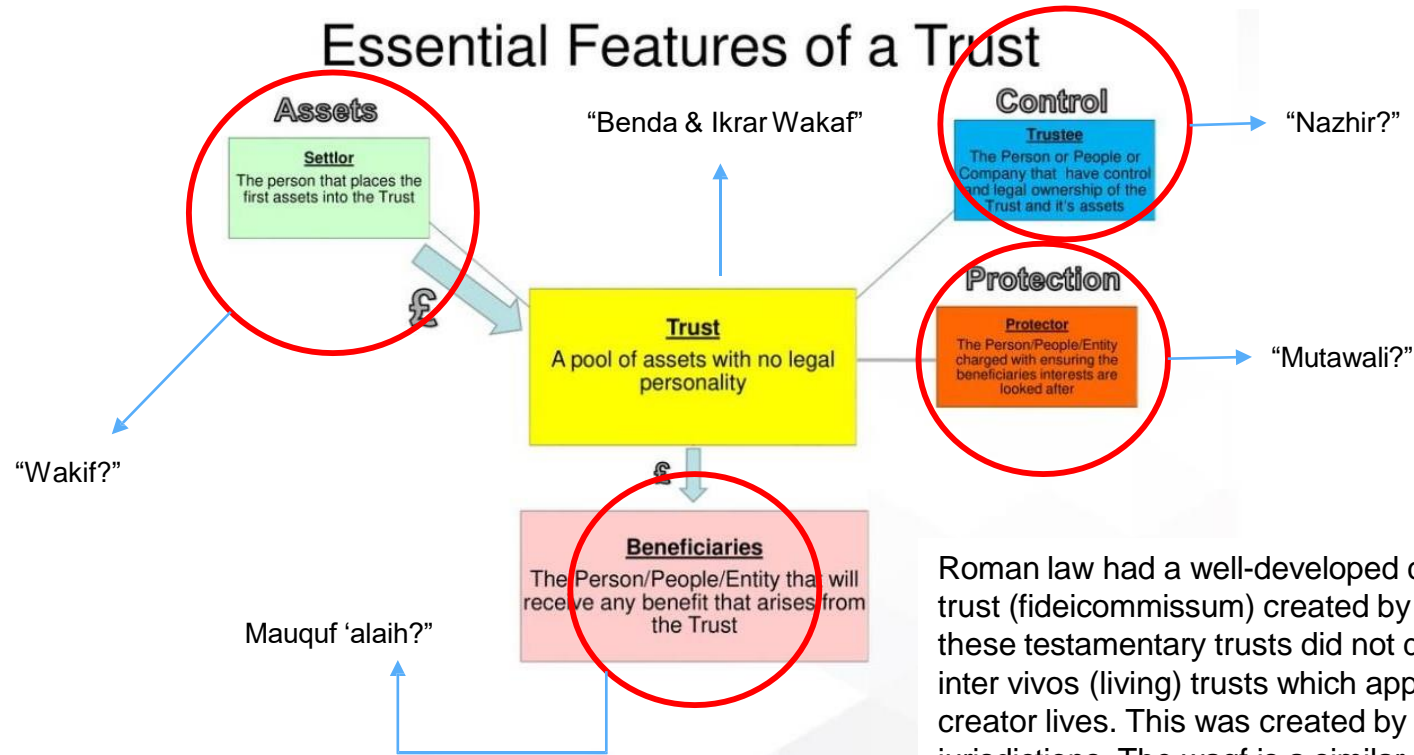 Essential Features of a Trust
Assets
Settlor
The person that places the
first assets into the Trust
£
"Wakif?"
“Benda & Ikrar Wakaf”
Control
Trustee
The Person or People or
Company that have control
and legal ownership of the
Trust and it's assets
“Nazhir?”
Protection
Protector
The Person/People/Entity
charged with ensuring the
beneficiaries interests are
looked after
“Mutawali?”
Trust
A pool of assets with no legal
personality
£
Beneficiaries
The Person/People/Entity that will
receive any benefit that arises from
the Trust
Mauquf ‘alaih?”
Roman law had a well-developed
trust (fideicommissum) created by
these testamentary trusts did not
inter vivos (living) trusts which
creator lives. This was created by